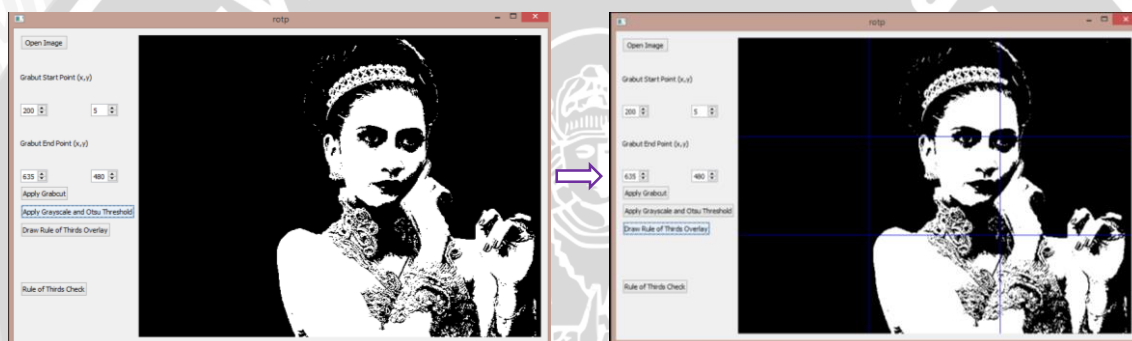 rotp
Open Image
Grabut Start Point (x,y)
200 5
Grabut End Point (x,y)
635 480
Apply Grabcut
Apply Grayscale and Otsu Threshold
Draw Rule of Thirds Overlay
Rule of Thirds Check
rotp
Open Image
Grabut Start Point (x,y)
200 5
Grabut End Point (x,y)
635 480
Apply Grabcut
Apply Grayscale and Otsu Threshold
Draw Rule of Thirds Overlay
Rule of Thirds Check